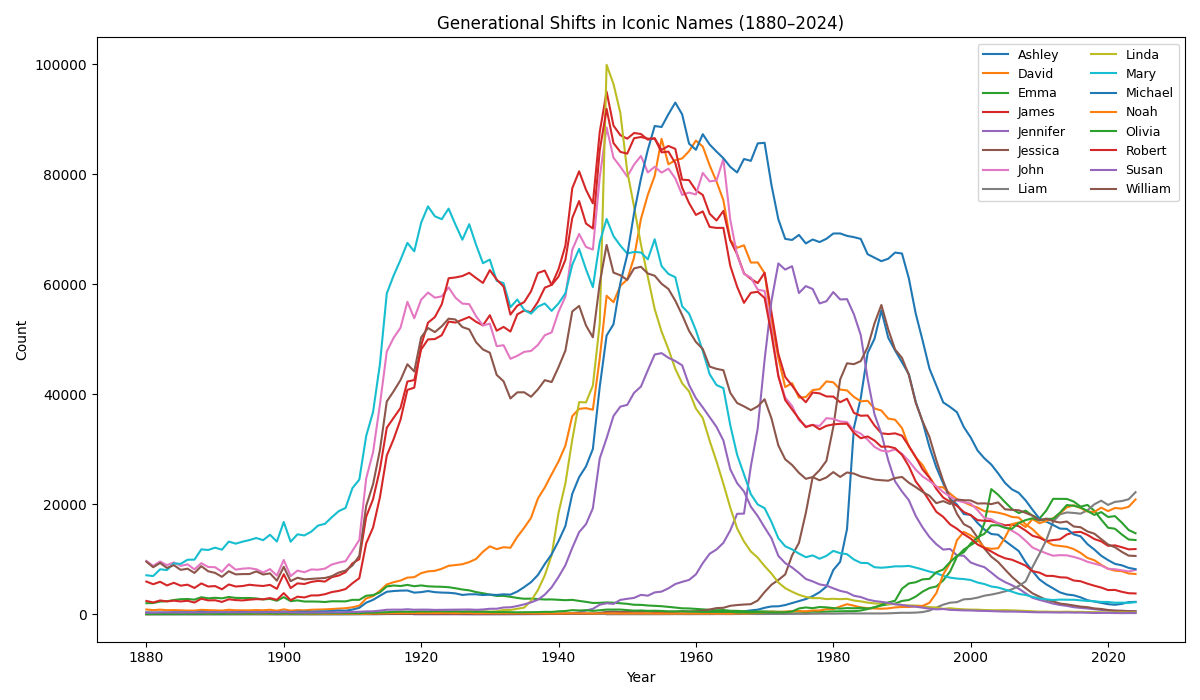 Generational Shifts in Iconic Names (1880–2024)
Count
100000
80000
60000
40000
20000
0
Ashley
David
Emma
James
Jennifer
Jessica
John
Liam
Linda
Mary
Michael
Noah
Olivia
Robert
Susan
William
1880
1900
1920
1940
1960
1980
2000
2020
Year